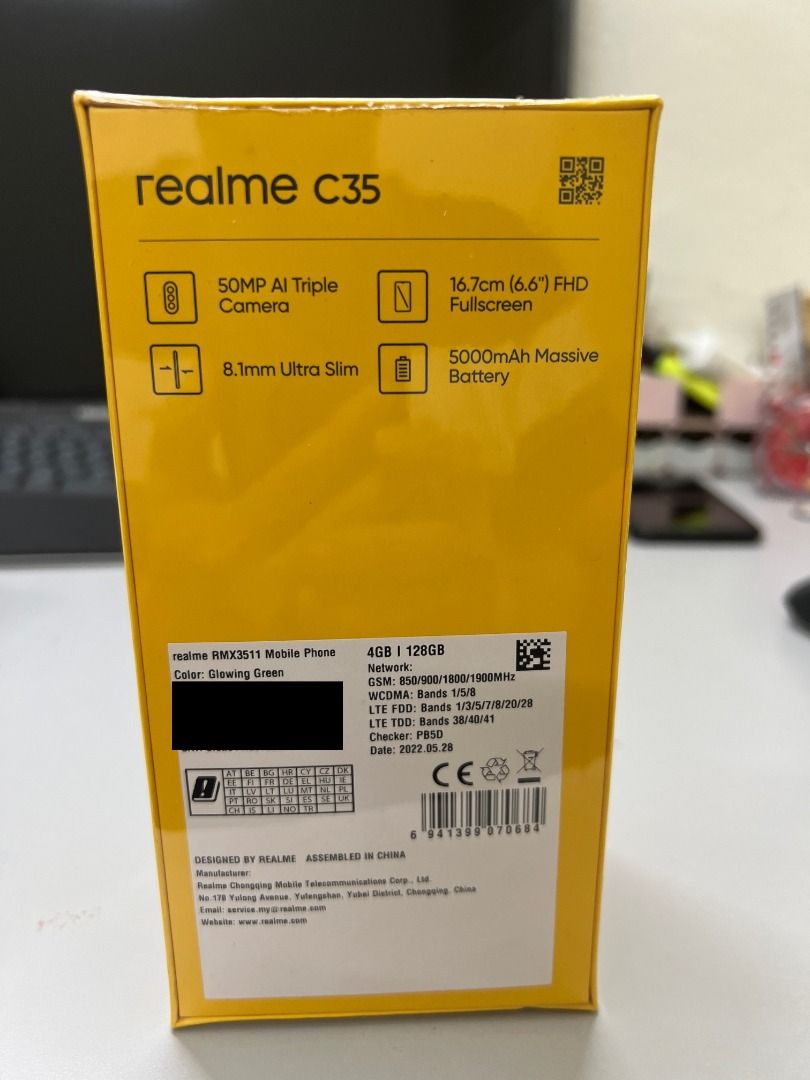 realme C35
50MP AI Triple
Camera
16.7cm (6.6") FHD
Fullscreen
8.1mm Ultra Slim
5000mAh Massive
Battery
realme RMX3511 Mobile Phone
Color: Glowing Green
4GB | 128GB
Network:
GSM: 850/900/1800/1900MHz
WCDMA: Bands 1/5/8
LTE FDD: Bands 1/3/5/7/8/20/28
LTE TDD: Bands 38/40/41
Checker: PB5D
Date: 2022.05.28
AT BE BG HR CY CZ DK
EE FI FR DE EL HU IE
IT LV LT LU MT NL PL
PT RO SK SI ES SE UK
CH IS LI NO TR
CE
6 941399 070684
DESIGNED BY REALME ASSEMBLED IN CHINA
Manufacturer:
Realme Chongqing Mobile Telecommunications Corp., Ltd.
No.178 Yulong Avenue, Yufengshan, Yubei District, Chongqing, China
Email: service.my@realme.com
Website: www.realme.com